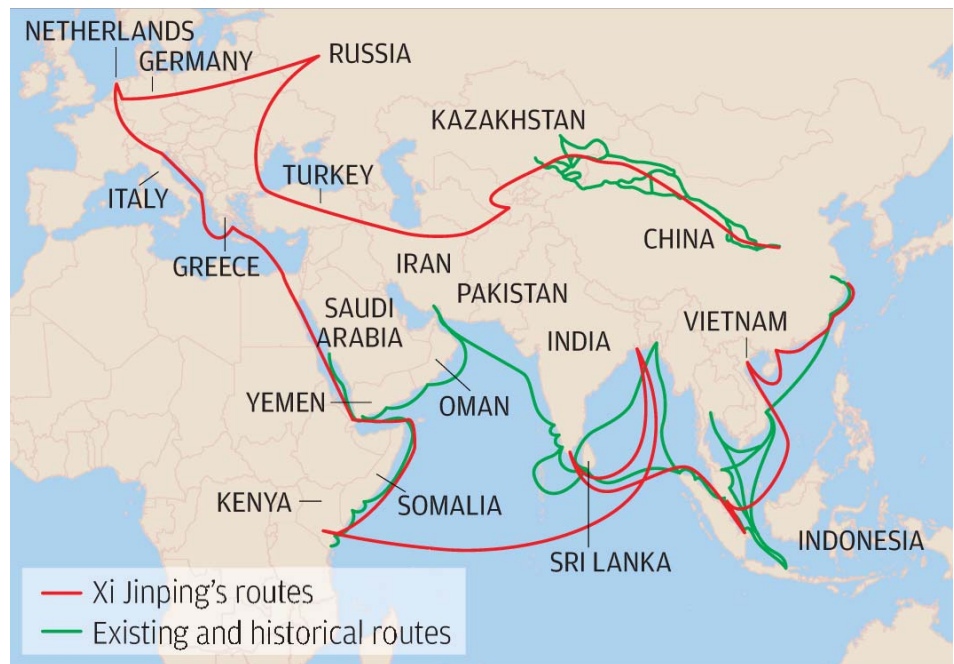 NETHERLANDS
GERMANY
RUSSIA
KAZAKHSTAN
TURKEY
ITALY
CHINA
GREECE
IRAN
PAKISTAN
SAUDI
ARABIA
VIETNAM
INDIA
YEMEN
OMAN
KENYA
SOMALIA
SRI LANKA
INDONESIA
Xi Jinping's routes
Existing and historical routes